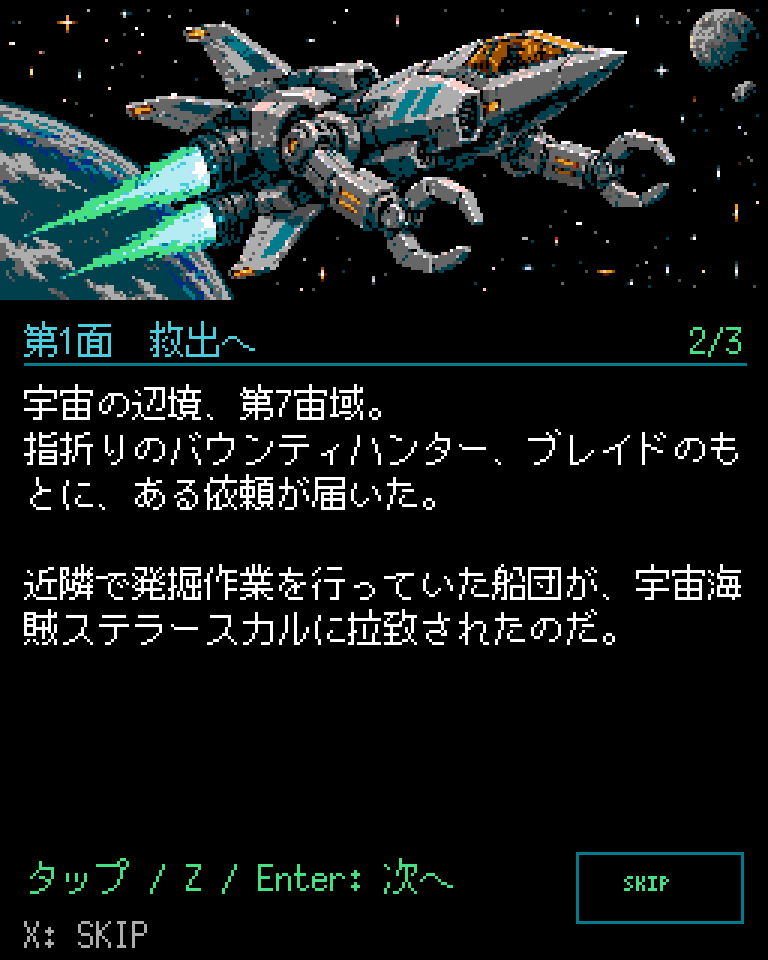 第1面　救出へ
2/3
宇宙の辺境、第7宙域。
指折りのバウンティハンター、ブレイドのも
とに、ある依頼が届いた。
近隣で発掘作業を行っていた船団が、宇宙海
賊ステラースカルに拉致されたのだ。
タップ / Z / Enter: 次へ
SKIP
X: SKIP